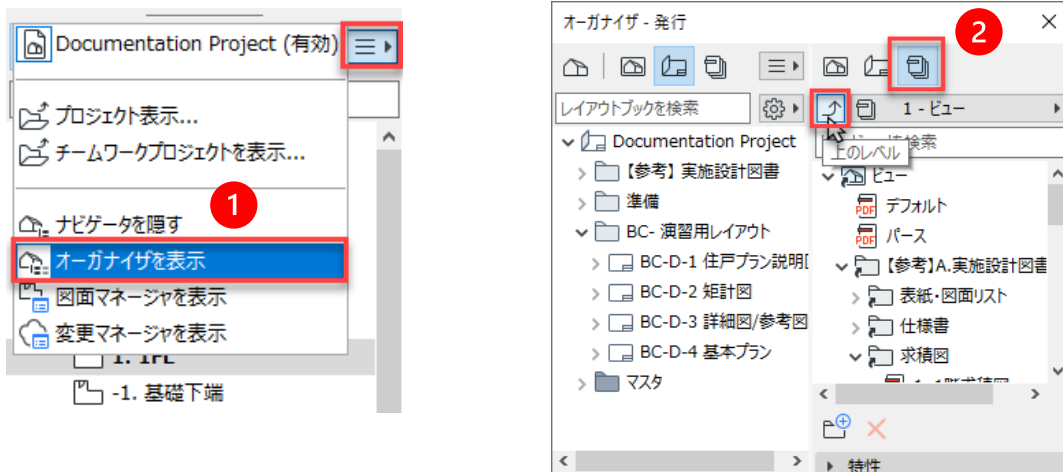 Documentation Project (有効)
プロジェクト表示...
チームワークプロジェクトを表示...
1
ナビゲータを隠す
オーガナイザを表示
図面マネージャを表示
変更マネージャを表示
1. 1FL
-1. 基礎下端
オーガナイザ - 発行
2
レイアウトブックを検索
1 - ビュー
検索
上のレベル
Documentation Project
【参考】実施設計図書
準備
BC- 演習用レイアウト
BC-D-1 住戸プラン説明
BC-D-2 矩計図
BC-D-3 詳細図/参考図
BC-D-4 基本プラン
マスタ
ビュー
PDF デフォルト
PDF パース
【参考】A.実施設計図書
表紙・図面リスト
仕様書
求積図
特性